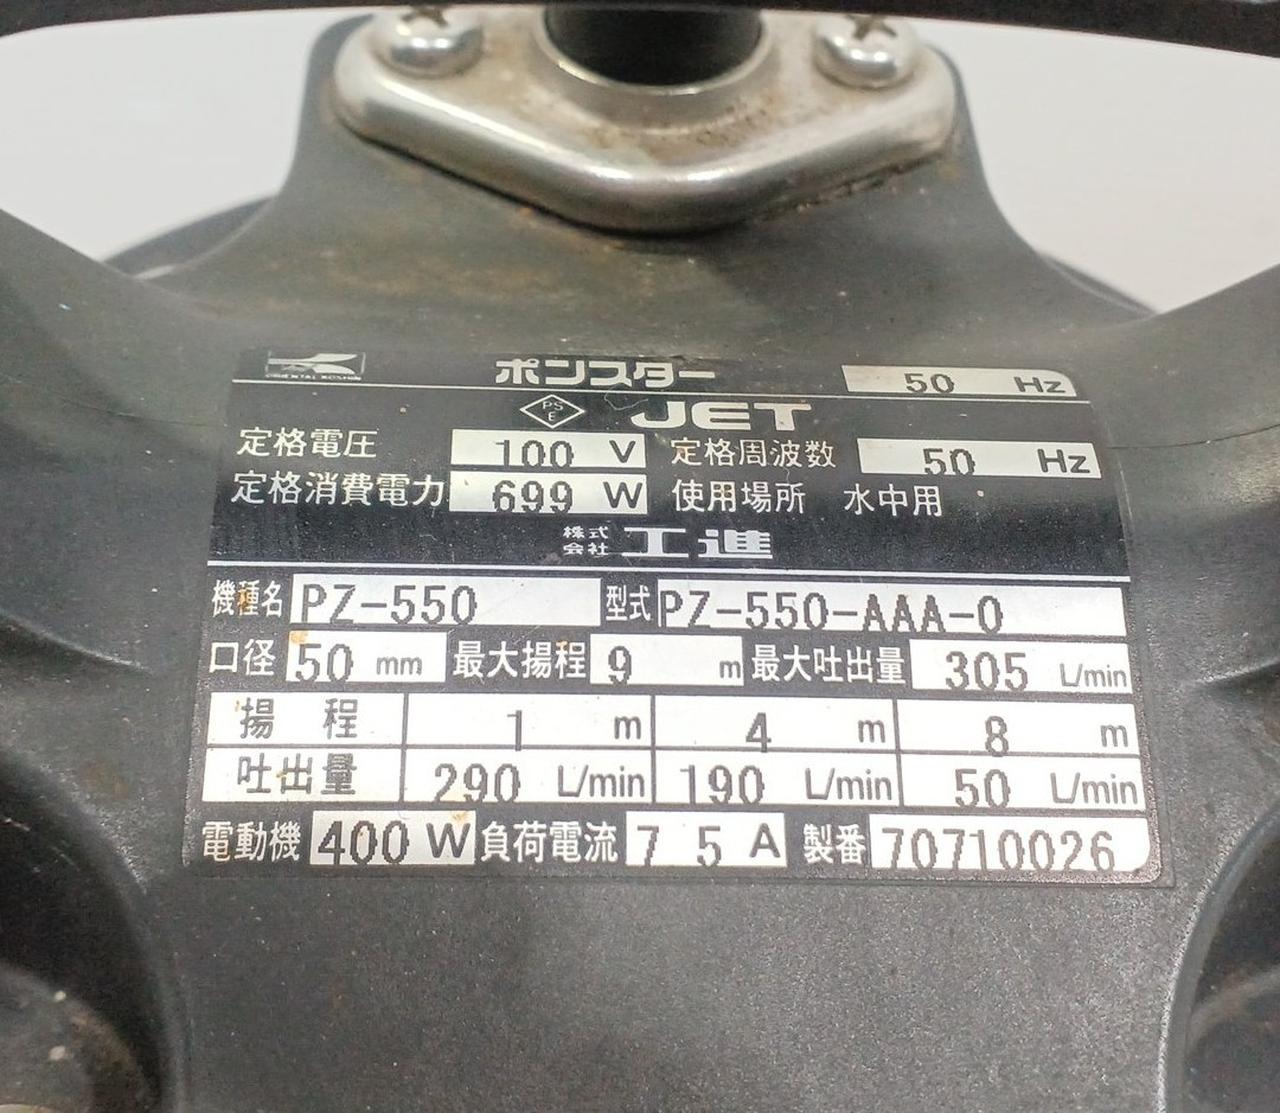 ORIENTAL KOSHIN ポンスター 50 Hz
PS E JET
定格電圧 100 V 定格周波数 50 Hz
定格消費電力 699 W 使用場所 水中用
株式会社 工進
機種名 PZ-550 型式 PZ-550-AAA-0
口径 50 mm 最大揚程 9 m 最大吐出量 305 L/min
揚 程 1 m 4 m 8 m
吐出量 290 L/min 190 L/min 50 L/min
電動機 400 W 負荷電流 7 5 A 製番 70710026